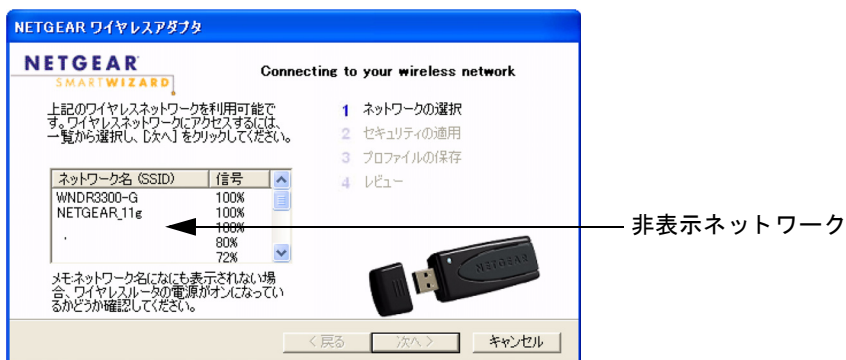 NETGEAR ワイヤレスアダプタ
NETGEAR
SMARTWIZARD
Connecting to your wireless network
上記のワイヤレスネットワークを利用可能で
す。ワイヤレスネットワークにアクセスするには、
一覧から選択し、[次へ] をクリックしてください。
1 ネットワークの選択
2 セキュリティの適用
3 プロファイルの保存
4 レビュー
ネットワーク名 (SSID) 信号
WNDR3300-G 100%
NETGEAR_11g 100%
100%
. 80%
72%
非表示ネットワーク
メモ:ネットワーク名になにも表示されない場
合、ワイヤレスルータの電源がオンになってい
るかどうか確認してください。
NETGEAR
< 戻る 次へ > キャンセル